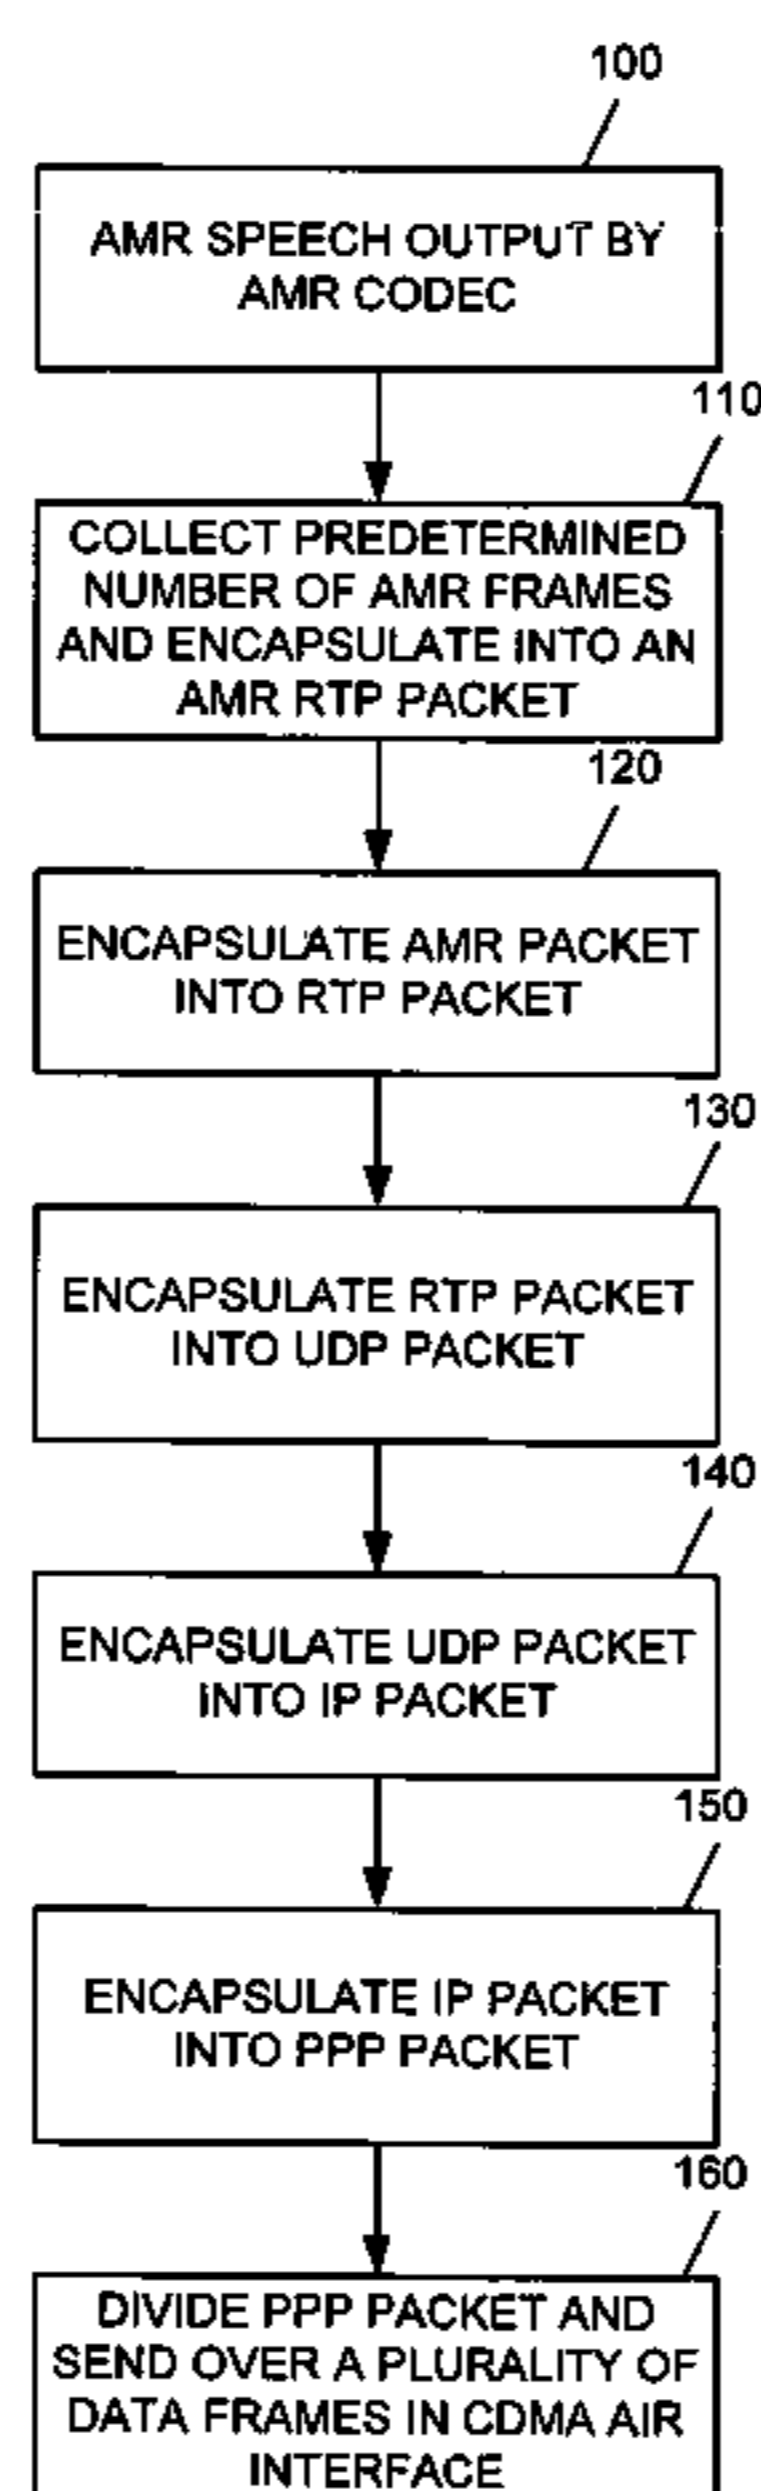 100
AMR SPEECH OUTPUT BY
AMR CODEC
110
COLLECT PREDETERMINED
NUMBER OF AMR FRAMES
AND ENCAPSULATE INTO AN
AMR RTP PACKET
120
ENCAPSULATE AMR PACKET
INTO RTP PACKET
130
ENCAPSULATE RTP PACKET
INTO UDP PACKET
140
ENCAPSULATE UDP PACKET
INTO IP PACKET
150
ENCAPSULATE IP PACKET
INTO PPP PACKET
160
DIVIDE PPP PACKET AND
SEND OVER A PLURALITY OF
DATA FRAMES IN CDMA AIR
INTERFACE